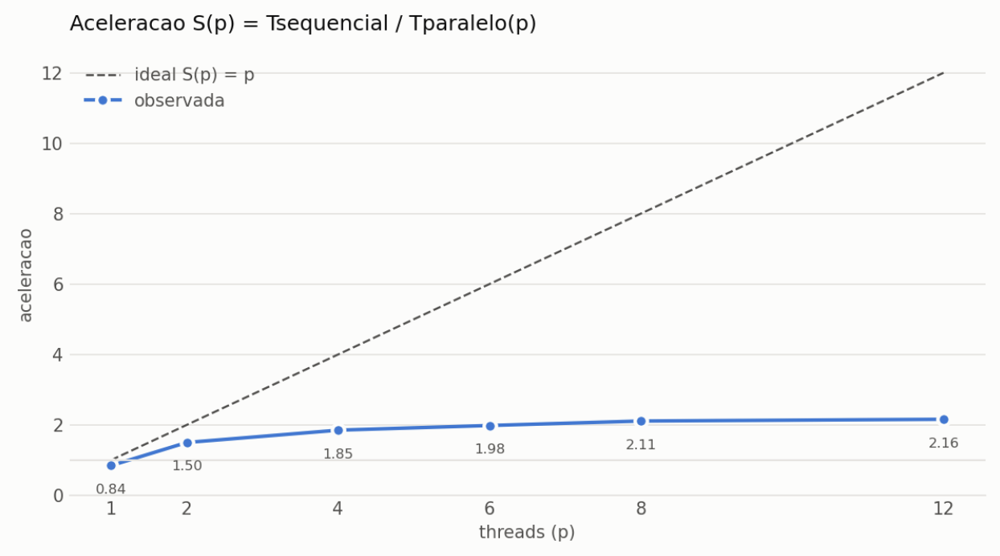 Aceleracao S(p) = Tsequencial / Tparalelo(p)
ideal S(p) = p
observada
12
10
8
6
4
2
0
aceleracao
0.84
1.50
1.85
1.98
2.11
2.16
1 2 4 6 8 12
threads (p)